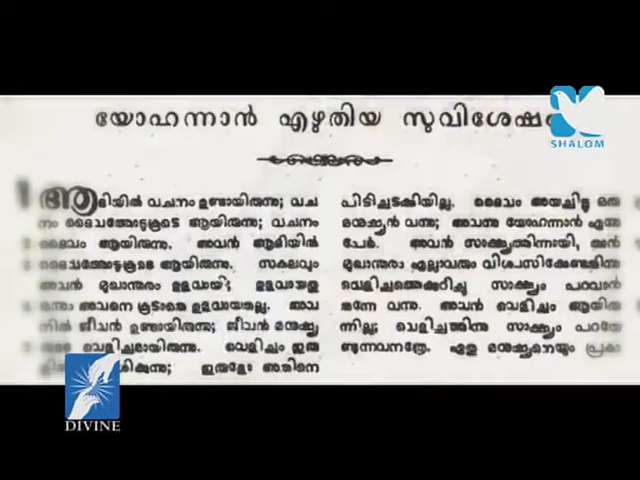 യോഹന്നാൻ എഴുതിയ സുവിശേഷം
SHALOM
ആദിയിൽ വചനം ഉണ്ടായിരുന്നു; വച
നം ദൈവത്തോടുകൂടെ ആയിരുന്നു; വചനം
ദൈവം ആയിരുന്നു. അവൻ ആദിയിൽ
ദൈവത്തോടുകൂടെ ആയിരുന്നു. സകലവും
അവൻ മുഖാന്തരം ഉളവായി; ഉളവായതു
ഒന്നും അവനെ കൂടാതെ ഉളവായതല്ല. അവ
നിൽ ജീവൻ ഉണ്ടായിരുന്നു; ജീവൻ മനുഷ്യ
വെളിച്ചമായിരുന്നു. വെളിച്ചം ഇരു
ഇരുളോ അതിനെ
പിടിച്ചടക്കിയില്ല. ദൈവം അയച്ചിട്ടു ഒരു
മനുഷ്യൻ വന്നു; അവന്നു യോഹന്നാൻ എന്നു
പേർ. അവൻ സാക്ഷ്യത്തിന്നായി, താൻ
മുഖാന്തരം എല്ലാവരും വിശ്വസിക്കേണ്ടതിന്നു
വെളിച്ചത്തെക്കുറിച്ചു സാക്ഷ്യം പറവാൻ
തന്നേ വന്നു. അവൻ വെളിച്ചം ആയിരു
ന്നില്ല; വെളിച്ചത്തിന്നു സാക്ഷ്യം പറയേ
ണ്ടുന്നവനത്രേ. ഏതു മനുഷ്യനെയും പ്രകാ
DIVINE